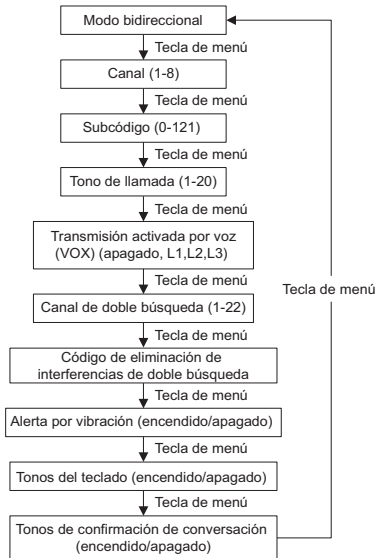 Modo bidireccional
Tecla de menú
Canal (1-8)
Tecla de menú
Subcódigo (0-121)
Tecla de menú
Tono de llamada (1-20)
Tecla de menú
Transmisión activada por voz
(VOX) (apagado, L1,L2,L3)
Tecla de menú
Tecla de menú
Canal de doble búsqueda (1-22)
Tecla de menú
Código de eliminación de
interferencias de doble búsqueda
Tecla de menú
Alerta por vibración (encendido/apagado)
Tecla de menú
Tonos del teclado (encendido/apagado)
Tecla de menú
Tonos de confirmación de conversación
(encendido/apagado)